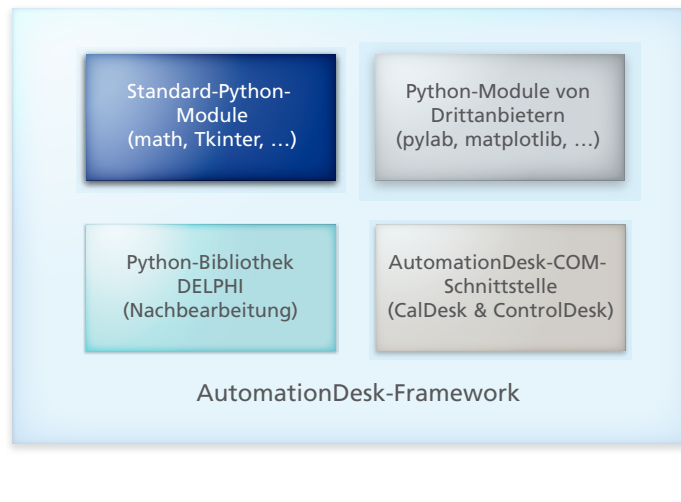 Standard-Python-
Module
(math, Tkinter, …)
Python-Module von
Drittanbietern
(pylab, matplotlib, …)
Python-Bibliothek
DELPHI
(Nachbearbeitung)
AutomationDesk-COM-
Schnittstelle
(CalDesk & ControlDesk)
AutomationDesk-Framework